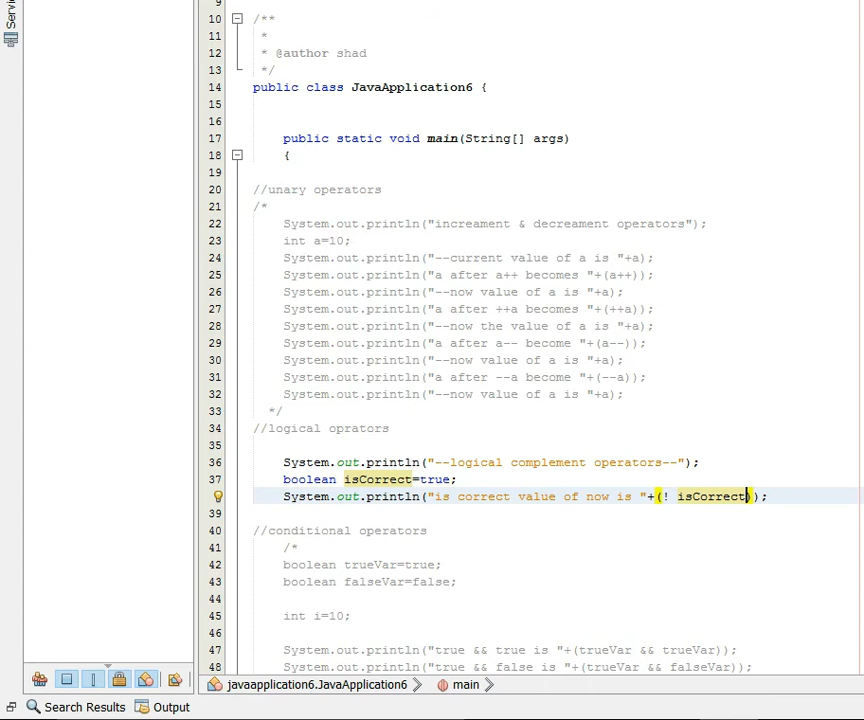 Servi
9
10 /**
11 *
12 * @author shad
13 */
14 public class JavaApplication6 {
15
16
17 public static void main(String[] args)
18 {
19
20 //unary operators
21 /*
22 System.out.println("increament & decreament operators");
23 int a=10;
24 System.out.println("--current value of a is "+a);
25 System.out.println("a after a++ becomes "+(a++));
26 System.out.println("--now value of a is "+a);
27 System.out.println("a after ++a becomes "+(++a));
28 System.out.println("--now the value of a is "+a);
29 System.out.println("a after a-- become "+(a--));
30 System.out.println("--now value of a is "+a);
31 System.out.println("a after --a become "+(--a));
32 System.out.println("--now value of a is "+a);
33 */
34 //logical oprators
35
36 System.out.println("--logical complement operators--");
37 boolean isCorrect=true;
System.out.println("is correct value of now is "+(! isCorrect));
39
40 //conditional operators
41 /*
42 boolean trueVar=true;
43 boolean falseVar=false;
44
45 int i=10;
46
47 System.out.println("true && true is "+(trueVar && trueVar));
48 System.out.println("true && false is "+(trueVar && falseVar));
javaapplication6.JavaApplication6 main
Search Results Output